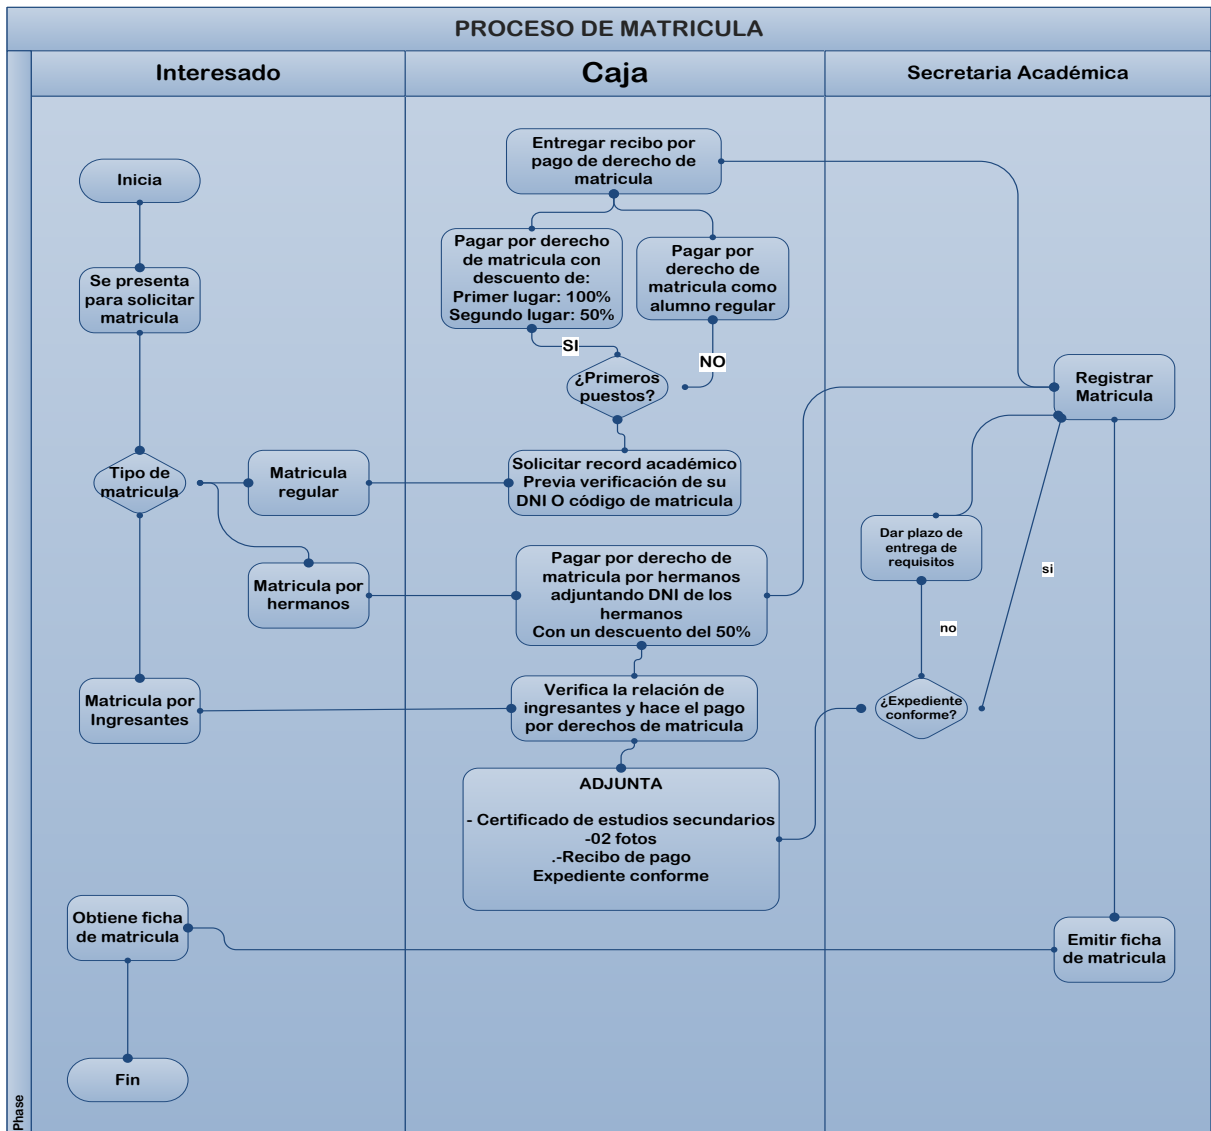 PROCESO DE MATRICULA
Interesado
Caja
Secretaria Académica
Phase
Inicia
Se presenta
para solicitar
matricula
Tipo de
matricula
Matricula
regular
Matricula por
hermanos
Matricula por
Ingresantes
Obtiene ficha
de matricula
Fin
Entregar recibo por
pago de derecho de
matricula
Pagar por derecho
de matricula con
descuento de:
Primer lugar: 100%
Segundo lugar: 50%
Pagar por
derecho de
matricula como
alumno regular
SI
NO
¿Primeros
puestos?
Solicitar record académico
Previa verificación de su
DNI O código de matricula
Pagar por derecho de
matricula por hermanos
adjuntando DNI de los
hermanos
Con un descuento del 50%
Verifica la relación de
ingresantes y hace el pago
por derechos de matricula
ADJUNTA
- Certificado de estudios secundarios
-02 fotos
.-Recibo de pago
Expediente conforme
Registrar
Matricula
Dar plazo de
entrega de
requisitos
si
no
¿Expediente
conforme?
Emitir ficha
de matricula